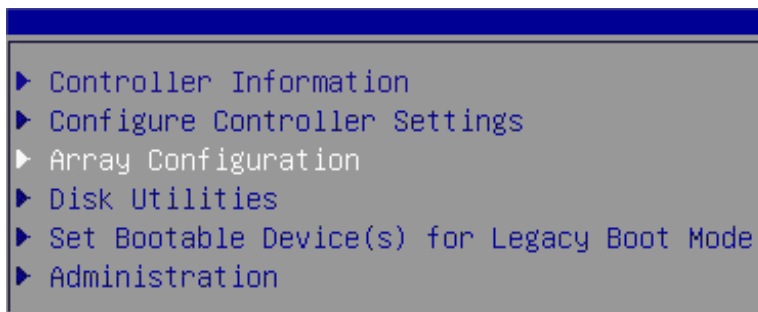 Controller Information
Configure Controller Settings
Array Configuration
Disk Utilities
Set Bootable Device(s) for Legacy Boot Mode
Administration